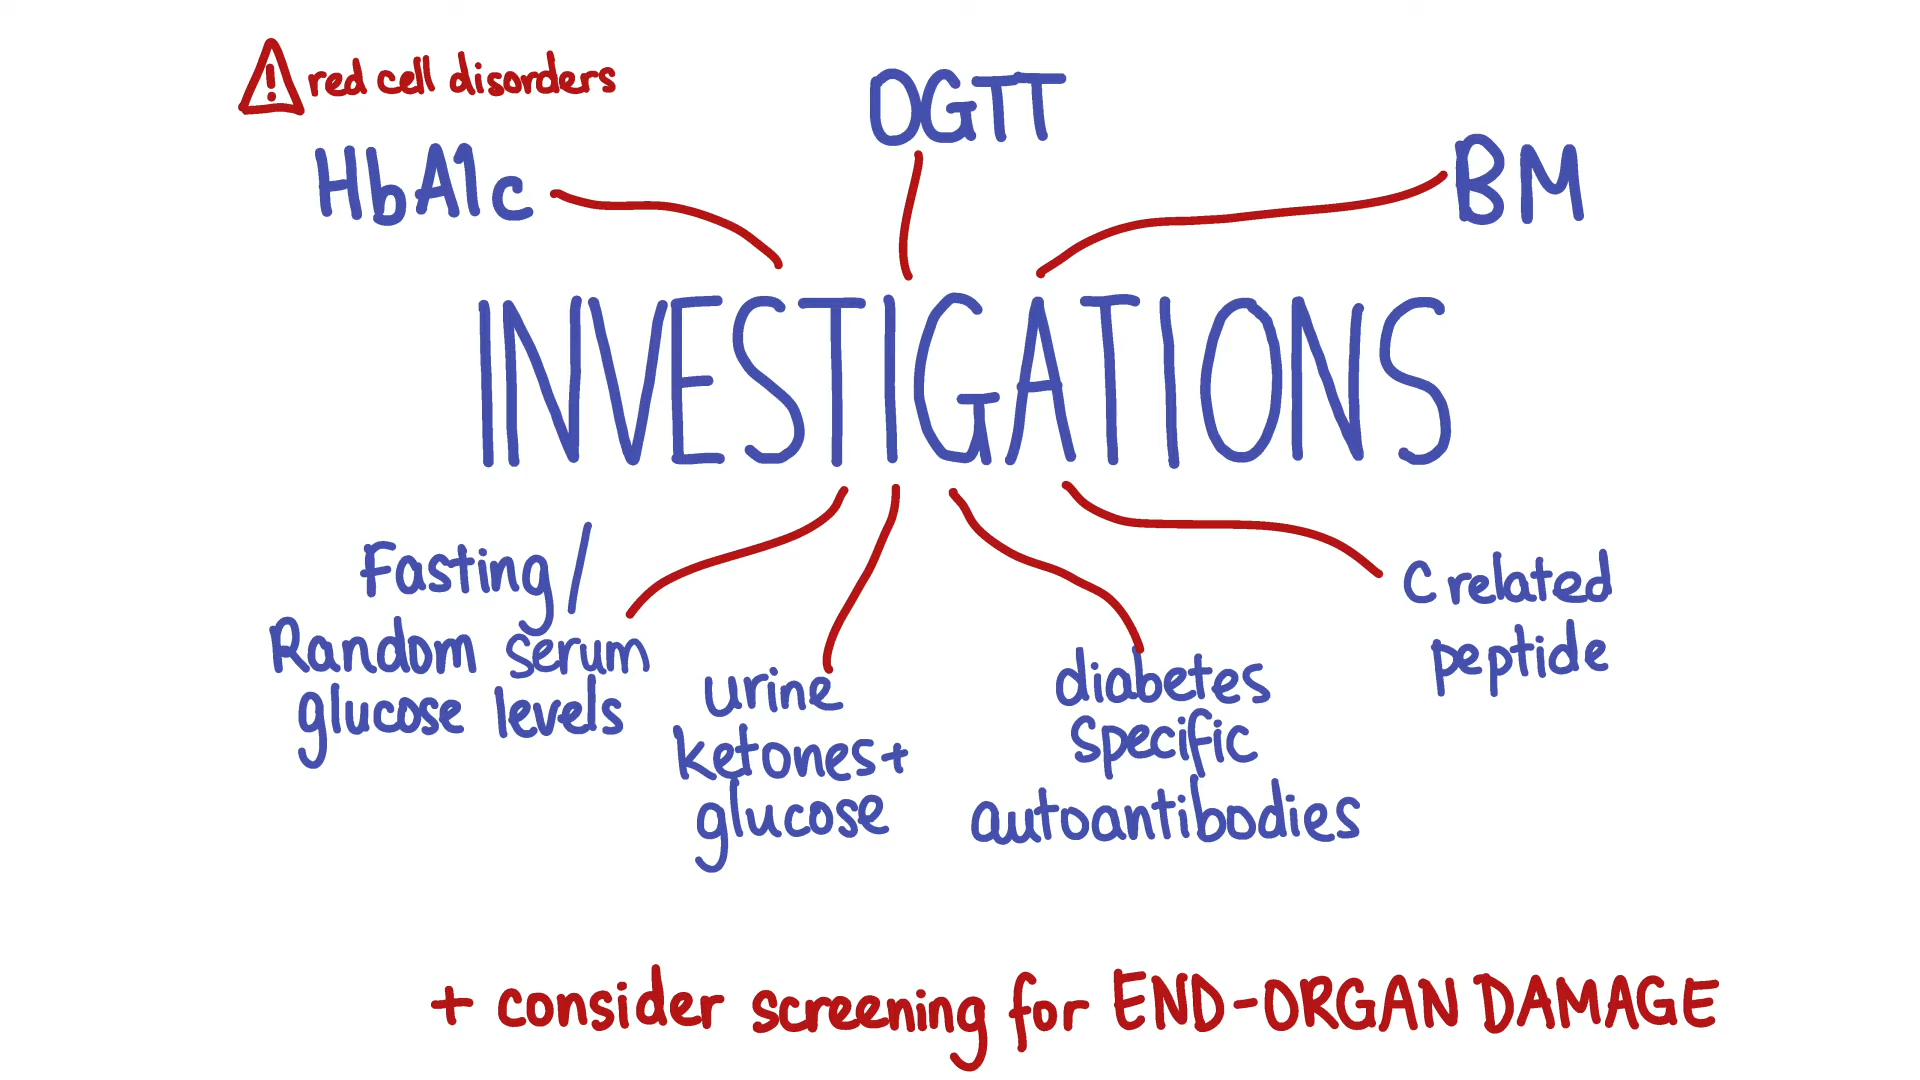 red cell disorders
HbA1c
OGTT
BM
INVESTIGATIONS
Fasting/
Random serum
glucose levels
urine
ketones+
glucose
diabetes
specific
autoantibodies
C related
peptide
+ consider screening for END-ORGAN DAMAGE